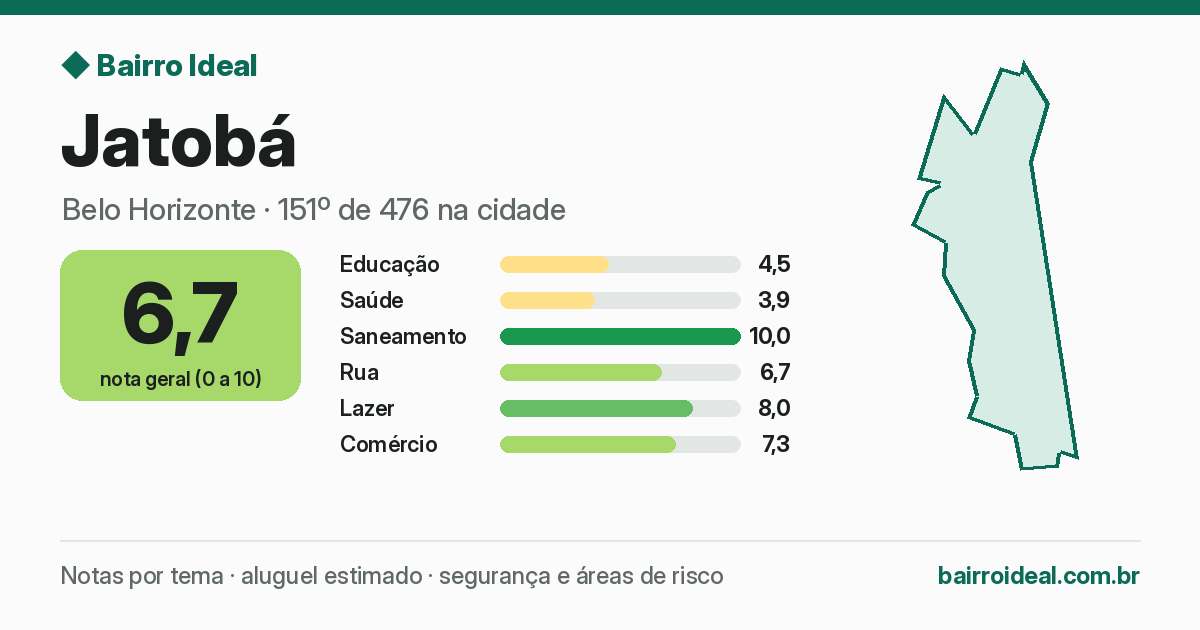 Bairro Ideal
Jatobá
Belo Horizonte · 151º de 476 na cidade
6,7
nota geral (0 a 10)
Educação 4,5
Saúde 3,9
Saneamento 10,0
Rua 6,7
Lazer 8,0
Comércio 7,3
Notas por tema · aluguel estimado · segurança e áreas de risco
bairroideal.com.br